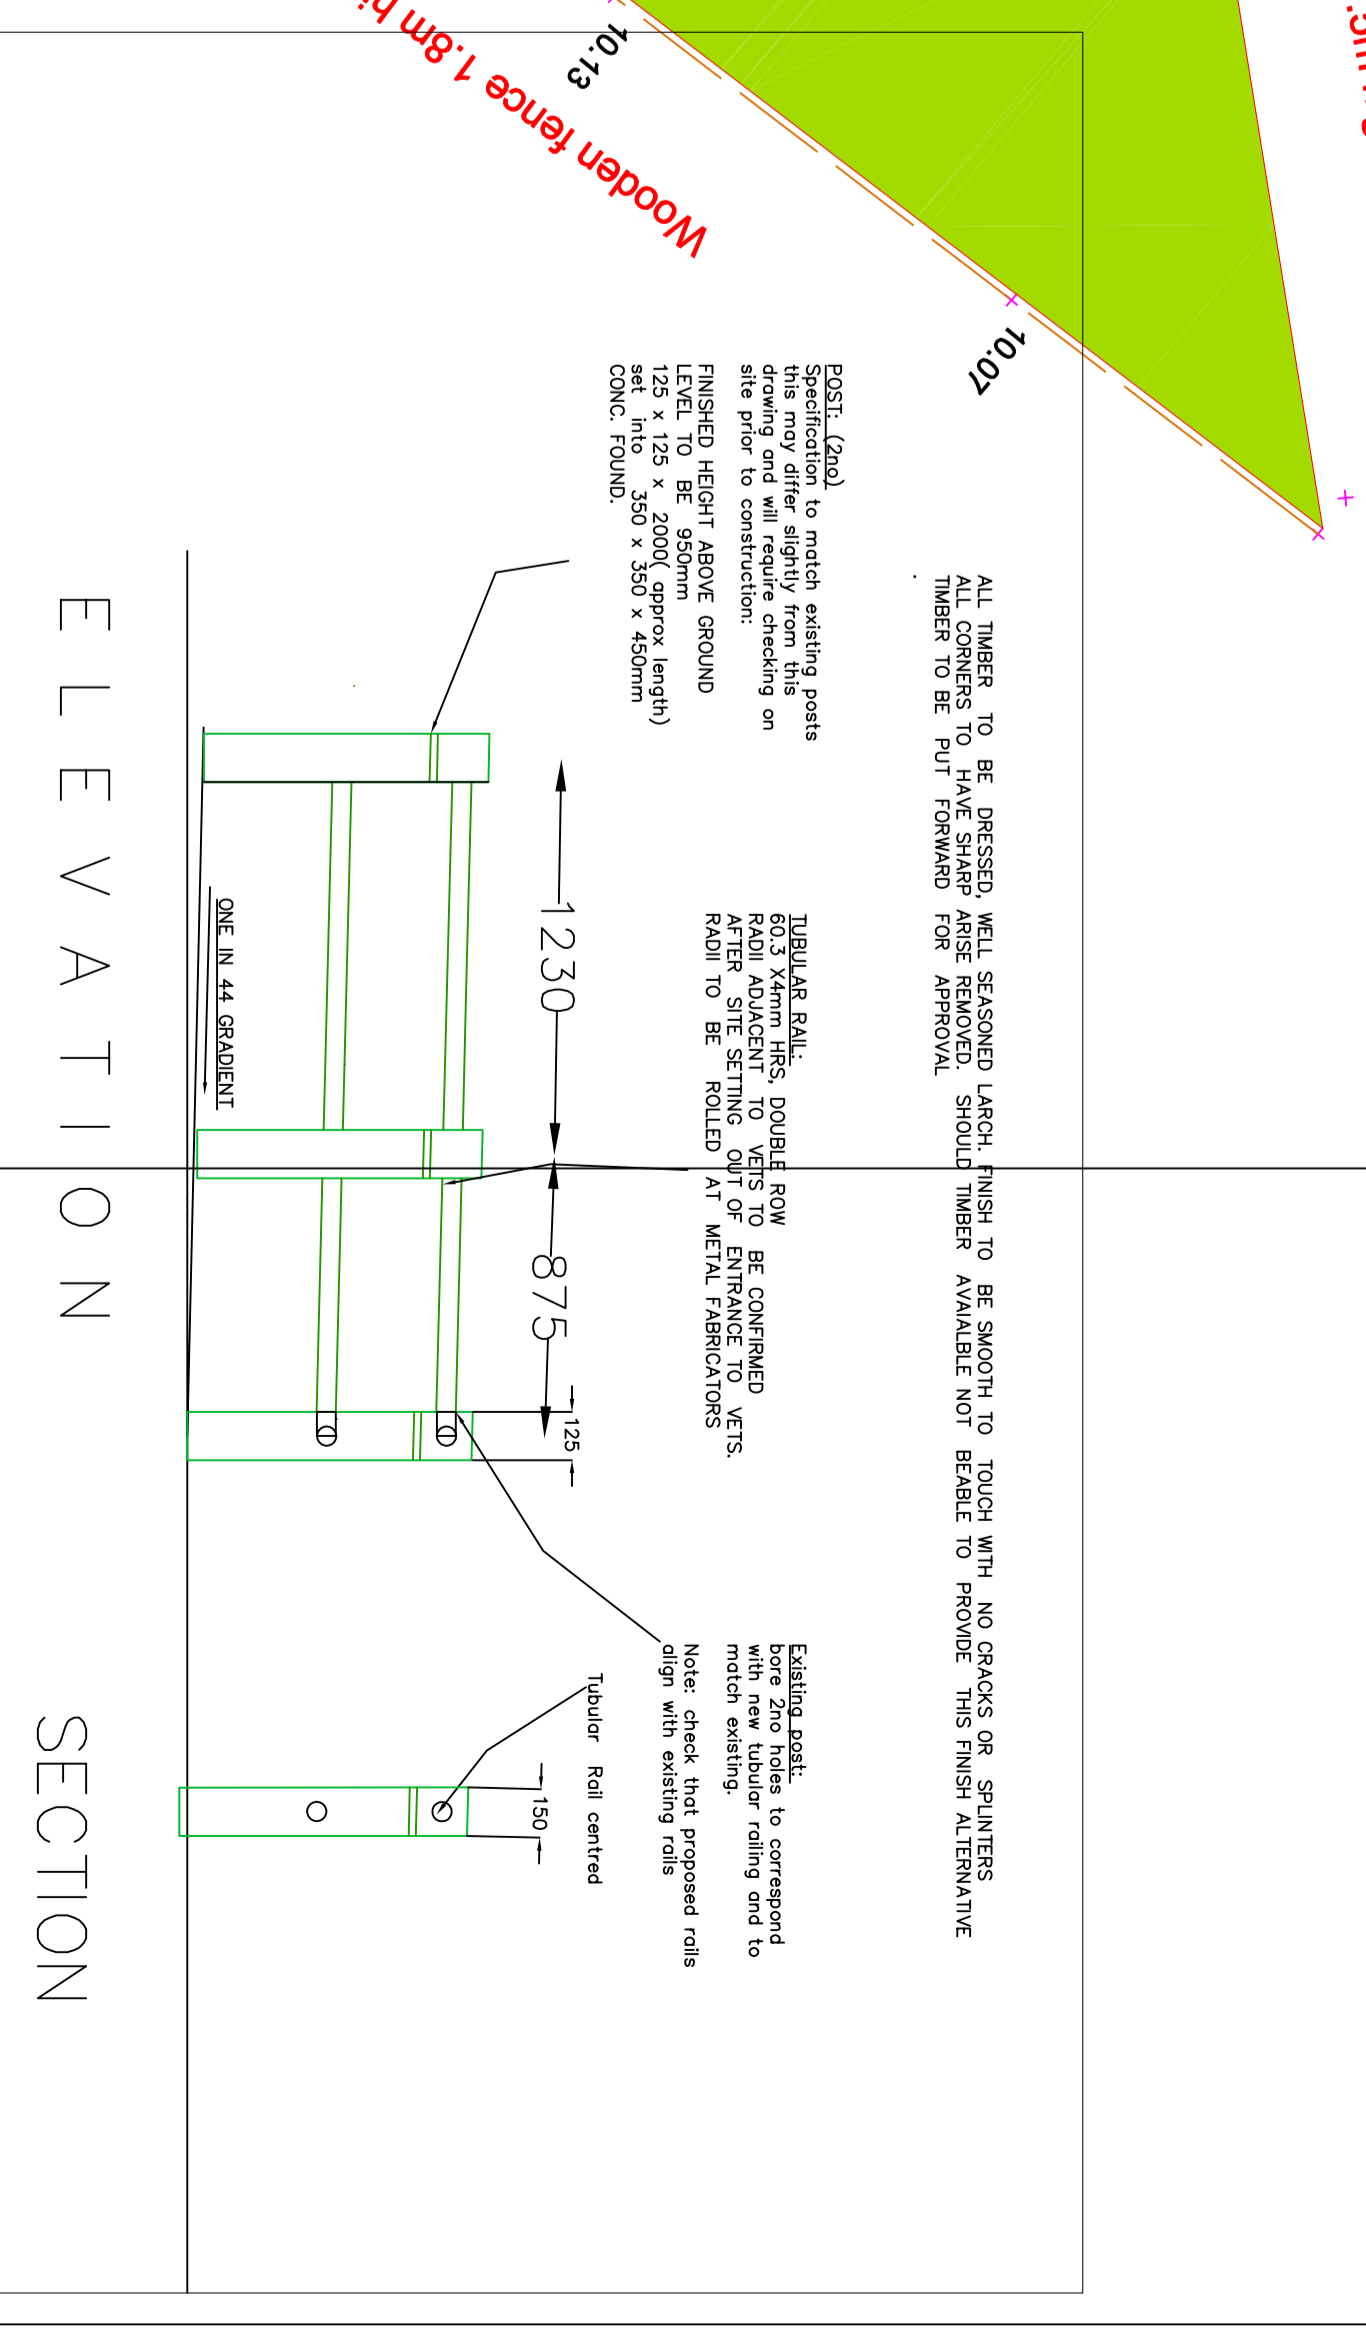 Wooden fence 1.8m hi
10.13
10.07
ALL TIMBER TO BE DRESSED, WELL SEASONED LARCH. FINISH TO BE SMOOTH TO TOUCH WITH NO CRACKS OR SPLINTERS
ALL CORNERS TO HAVE SHARP ARISE REMOVED. SHOULD TIMBER AVAIALBLE NOT BEABLE TO PROVIDE THIS FINISH ALTERNATIVE
TIMBER TO BE PUT FORWARD FOR APPROVAL
.
POST: (2no)
Specification to match existing posts
this may differ slightly from this
drawing and will require checking on
site prior to construction:
FINISHED HEIGHT ABOVE GROUND
LEVEL TO BE 950mm
125 x 125 x 2000( approx length)
set into 350 x 350 x 450mm
CONC. FOUND.
TUBULAR RAIL:
60.3 X4mm HRS, DOUBLE ROW
RADII ADJACENT TO VETS TO BE CONFIRMED
AFTER SITE SETTING OUT OF ENTRANCE TO VETS.
RADII TO BE ROLLED AT METAL FABRICATORS
Existing post:
bore 2no holes to correspond
with new tubular railing and to
match existing.
Note: check that proposed rails
align with existing rails
Tubular Rail centred
1230
875
125
150
ONE IN 44 GRADIENT
ELEVATION
SECTION